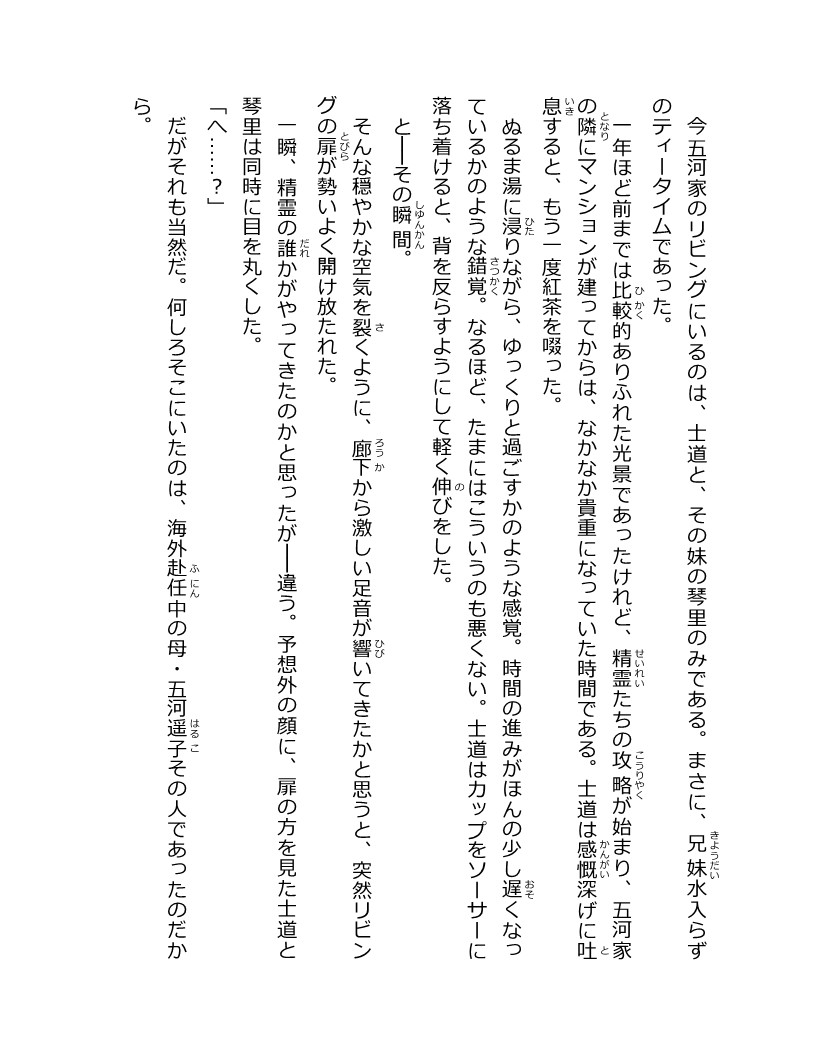 今五河家のリビングにいるのは、士道と、その妹の琴里のみである。まさに、兄妹水入らず
のティータイムであった。
一年ほど前までは比較的ありふれた光景であったけれど、精霊たちの攻略が始まり、五河家
の隣にマンションが建ってからは、なかなか貴重になっていた時間である。士道は感慨深げに吐
息すると、もう一度紅茶を啜った。
ぬるま湯に浸りながら、ゆっくりと過ごすかのような感覚。時間の進みがほんの少し遅くなっ
ているかのような錯覚。なるほど、たまにはこういうのも悪くない。士道はカップをソーサーに
落ち着けると、背を反らすようにして軽く伸びをした。
と――その瞬間。
そんな穏やかな空気を裂くように、廊下から激しい足音が響いてきたかと思うと、突然リビン
グの扉が勢いよく開け放たれた。
一瞬、精霊の誰かがやってきたのかと思ったが――違う。予想外の顔に、扉の方を見た士道と
琴里は同時に目を丸くした。
「へ……？」
だがそれも当然だ。何しろそこにいたのは、海外赴任中の母・五河遥子その人であったのだか
ら。